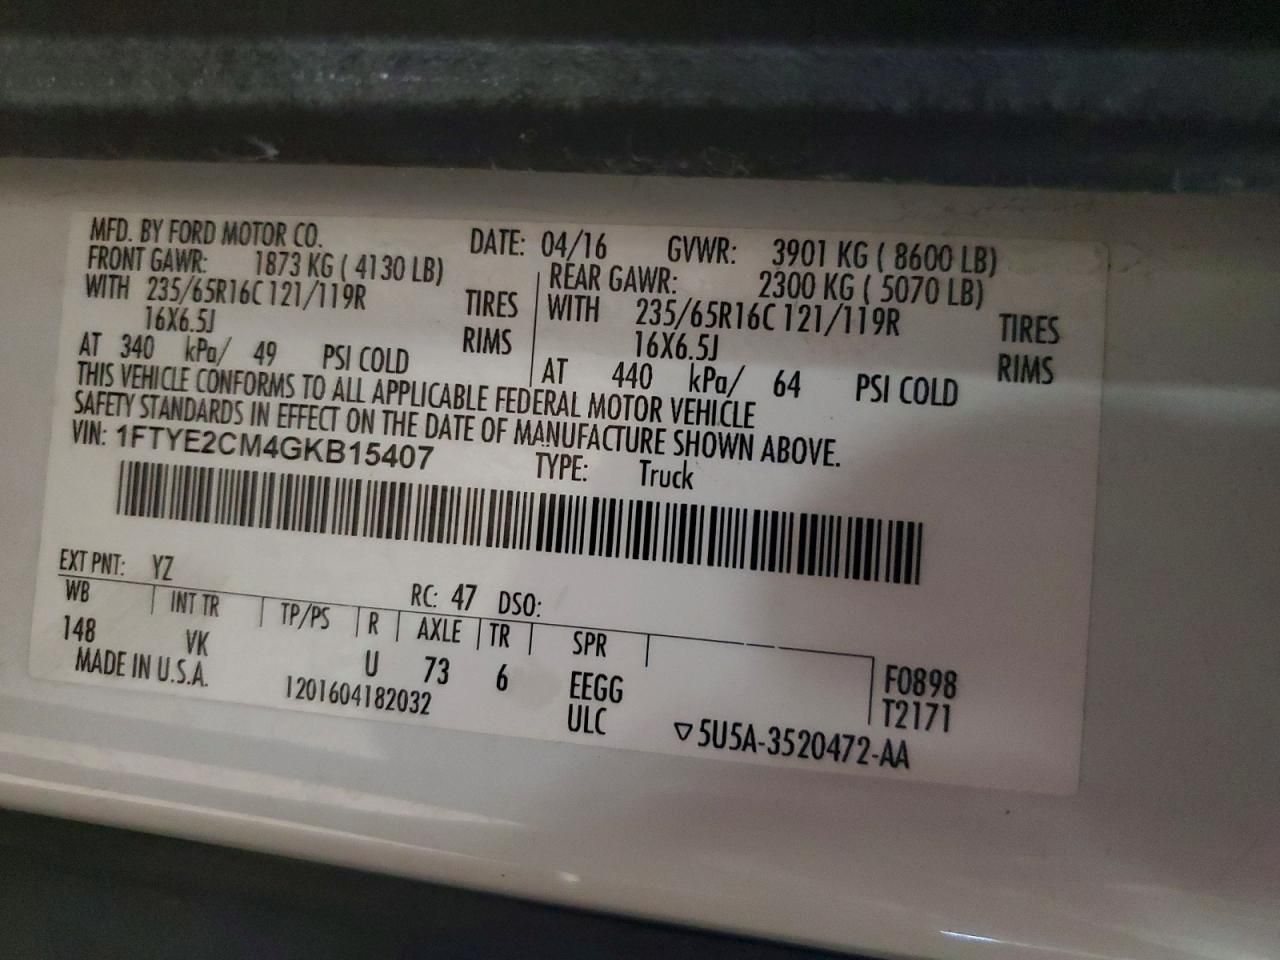 MFD. BY FORD MOTOR CO. DATE: 04/16 GVWR: 3901 KG ( 8600 LB)
FRONT GAWR: 1873 KG ( 4130 LB) REAR GAWR: 2300 KG ( 5070 LB)
WITH 235/65R16C 121/119R TIRES WITH 235/65R16C 121/119R TIRES
16X6.5J RIMS 16X6.5J RIMS
AT 340 kPa/ 49 PSI COLD AT 440 kPa/ 64 PSI COLD
THIS VEHICLE CONFORMS TO ALL APPLICABLE FEDERAL MOTOR VEHICLE
SAFETY STANDARDS IN EFFECT ON THE DATE OF MANUFACTURE SHOWN ABOVE.
VIN: 1FTYE2CM4GKB15407 TYPE: Truck
EXT PNT: YZ RC: 47 DSO:
WB INT TR TP/PS R AXLE TR SPR
148 VK U 73 6 EEGG F0898
MADE IN U.S.A. 1201604182032 ULC T2171
▽5U5A-3520472-AA